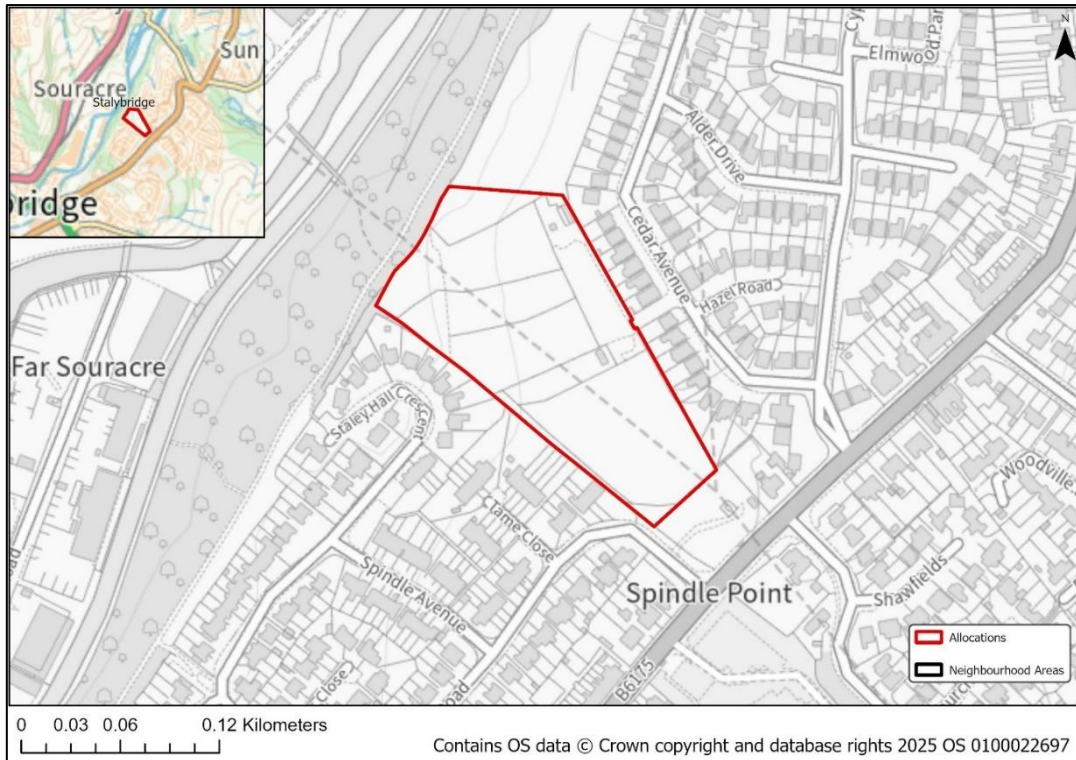 Sun
Souracre
Stalybridge
bridge
N
Elmwood
Alder Drive
Cedar Avenue
Hazel Road
Far Souracre
Staley Hall Crescent
Tame Close
Spindle Avenue
Close
Spindle Point
Woodville
Shawfields
B6175
Allocations
Neighbourhood Areas
0 0.03 0.06 0.12 Kilometers
Contains OS data © Crown copyright and database rights 2025 OS 0100022697